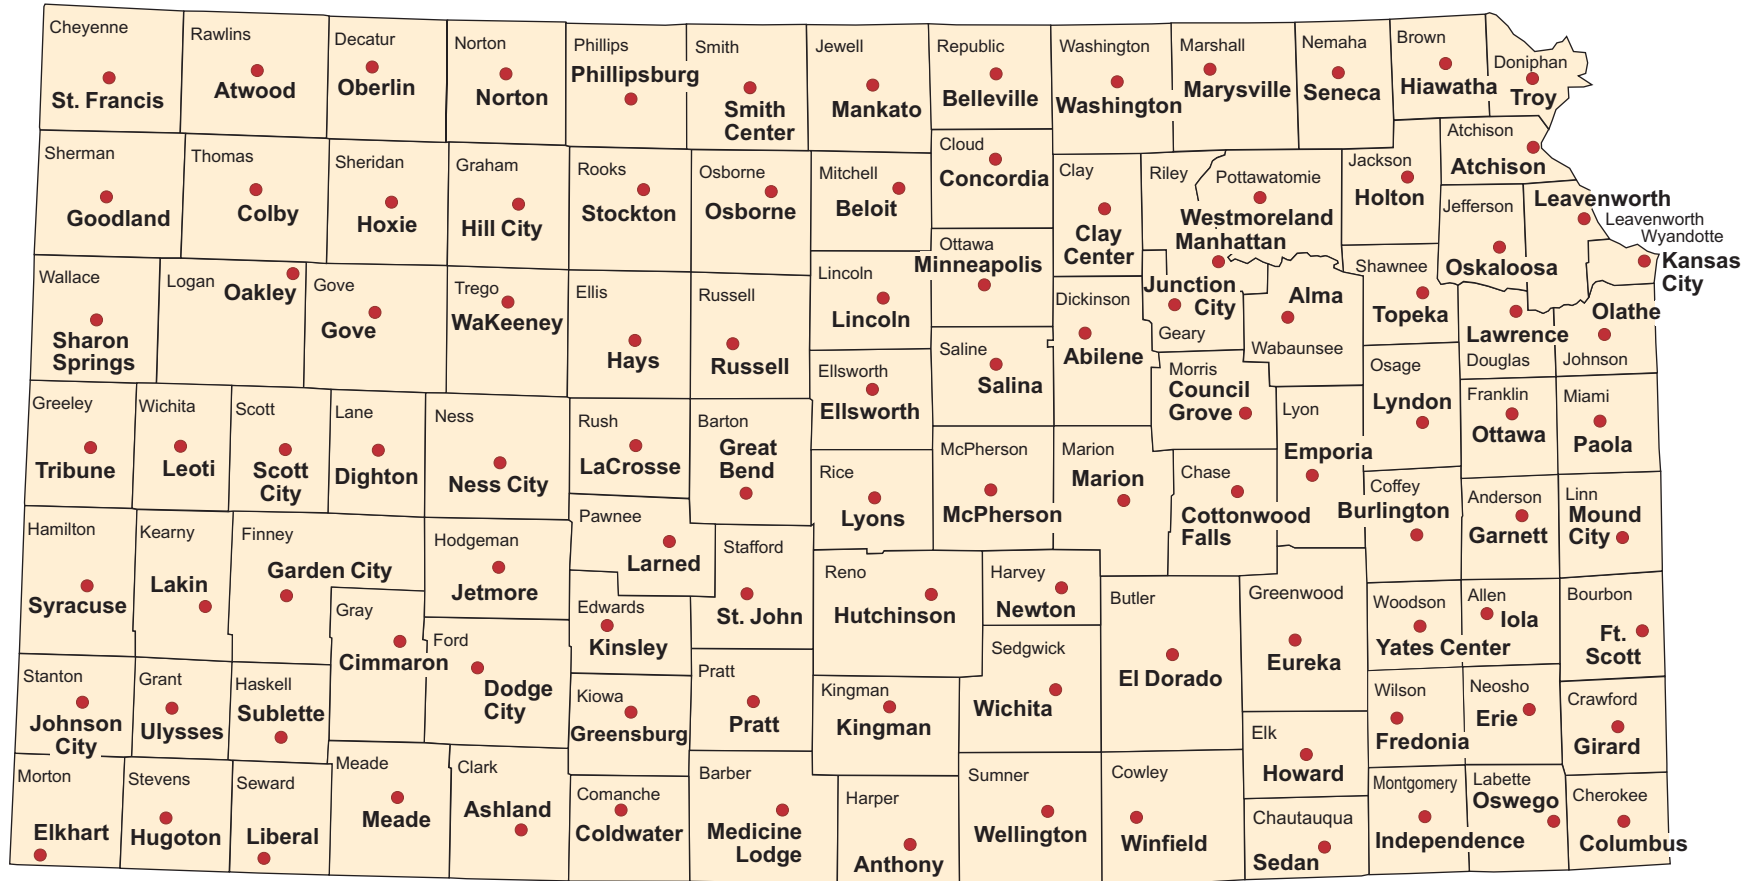 Cheyenne
St. Francis
Rawlins
Atwood
Decatur
Oberlin
Norton
Norton
Phillips
Phillipsburg
Smith
Smith
Center
Jewell
Mankato
Republic
Belleville
Washington
Washington
Marshall
Marysville
Nemaha
Seneca
Brown
Hiawatha
Doniphan
Troy
Sherman
Goodland
Thomas
Colby
Sheridan
Hoxie
Graham
Hill City
Rooks
Stockton
Osborne
Osborne
Mitchell
Beloit
Cloud
Concordia
Clay
Clay
Center
Riley
Manhattan
Pottawatomie
Westmoreland
Jackson
Holton
Atchison
Atchison
Jefferson
Oskaloosa
Leavenworth
Leavenworth
Wyandotte
Kansas
City
Wallace
Sharon
Springs
Logan
Oakley
Gove
Gove
Trego
WaKeeney
Ellis
Hays
Russell
Russell
Lincoln
Lincoln
Ottawa
Minneapolis
Saline
Salina
Dickinson
Abilene
Junction
City
Geary
Alma
Wabaunsee
Shawnee
Topeka
Lawrence
Douglas
Olathe
Johnson
Greeley
Tribune
Wichita
Leoti
Scott
Scott
City
Lane
Dighton
Ness
Ness City
Rush
LaCrosse
Barton
Great
Bend
Ellsworth
Ellsworth
Rice
Lyons
McPherson
McPherson
Marion
Marion
Morris
Council
Grove
Chase
Cottonwood
Falls
Lyon
Emporia
Osage
Lyndon
Coffey
Burlington
Franklin
Ottawa
Miami
Paola
Anderson
Garnett
Linn
Mound
City
Hamilton
Syracuse
Kearny
Lakin
Finney
Garden City
Gray
Cimmaron
Hodgeman
Jetmore
Ford
Dodge
City
Pawnee
Larned
Edwards
Kinsley
Stafford
St. John
Reno
Hutchinson
Harvey
Newton
Sedgwick
Wichita
Butler
El Dorado
Greenwood
Eureka
Woodson
Yates Center
Allen
Iola
Bourbon
Ft.
Scott
Stanton
Johnson
City
Grant
Ulysses
Haskell
Sublette
Kiowa
Greensburg
Pratt
Pratt
Kingman
Kingman
Elk
Howard
Wilson
Fredonia
Neosho
Erie
Crawford
Girard
Morton
Elkhart
Stevens
Hugoton
Seward
Liberal
Meade
Meade
Clark
Ashland
Comanche
Coldwater
Barber
Medicine
Lodge
Harper
Anthony
Sumner
Wellington
Cowley
Winfield
Chautauqua
Sedan
Montgomery
Independence
Labette
Oswego
Cherokee
Columbus